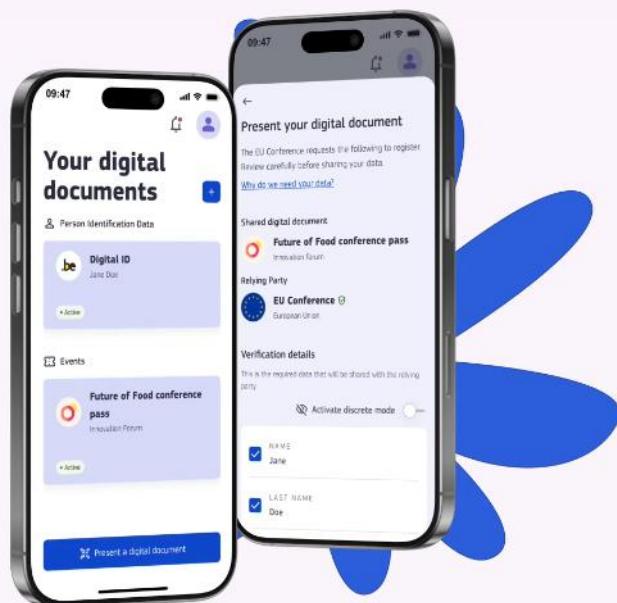 09:47
Your digital
documents
+
Person Identification Data
.be
Digital ID
Jane Doe
Active
Events
Future of Food conference
pass
Innovation Forum
Active
Present a digital document
09:47
Present your digital document
The EU Conference requests the following to register
Review carefully before sharing your data.
Why do we need your data?
Shared digital document
Future of Food conference pass
Innovation Forum
Relying Party
EU Conference
European Union
Verification details
This is the required data that will be shared with the relying
party
Activate discrete mode
NAME
Jane
LAST NAME
Doe